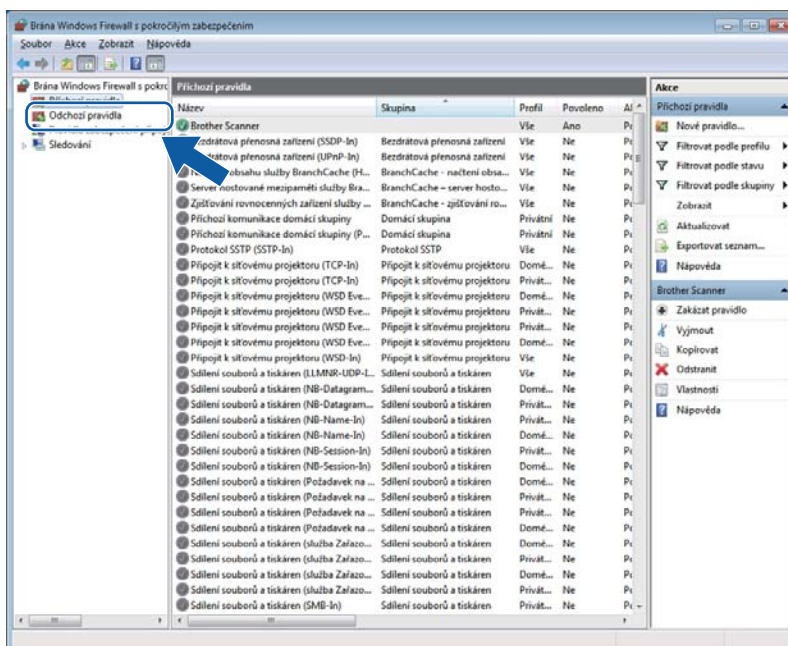 Brána Windows Firewall s pokročilým zabezpečením
Soubor Akce Zobrazit Nápověda
Brána Windows Firewall s pokro
Příchozí pravidla
Odchozí pravidla
Sledování
Příchozí pravidla
Název Skupina Profil Povoleno
Brother Scanner Vše Ano
Bezdrátová přenosná zařízení (SSDP-In) Bezdrátová přenosná zařízení Vše Ne
Bezdrátová přenosná zařízení (UPnP-In) Bezdrátová přenosná zařízení Vše Ne
obsahu služby BranchCache (H... BranchCache - načtení obsa... Vše Ne
Server hostované mezipaměti služby Bra... BranchCache – server hosto... Vše Ne
Zjišťování rovnocenných zařízení služby ... BranchCache - zjišťování ro... Vše Ne
Příchozí komunikace domácí skupiny Domácí skupina Privátní Ne
Příchozí komunikace domácí skupiny (P... Domácí skupina Privátní Ne
Protokol SSTP (SSTP-In) Protokol SSTP Vše Ne
Připojit k síťovému projektoru (TCP-In) Připojit k síťovému projektoru Domé... Ne
Připojit k síťovému projektoru (TCP-In) Připojit k síťovému projektoru Privát... Ne
Připojit k síťovému projektoru (WSD Eve... Připojit k síťovému projektoru Domé... Ne
Připojit k síťovému projektoru (WSD Eve... Připojit k síťovému projektoru Privát... Ne
Připojit k síťovému projektoru (WSD Eve... Připojit k síťovému projektoru Privát... Ne
Připojit k síťovému projektoru (WSD Eve... Připojit k síťovému projektoru Domé... Ne
Připojit k síťovému projektoru (WSD-In) Připojit k síťovému projektoru Vše Ne
Sdílení souborů a tiskáren (LLMNR-UDP-I... Sdílení souborů a tiskáren Vše Ne
Sdílení souborů a tiskáren (NB-Datagram... Sdílení souborů a tiskáren Domé... Ne
Sdílení souborů a tiskáren (NB-Datagram... Sdílení souborů a tiskáren Privát... Ne
Sdílení souborů a tiskáren (NB-Name-In) Sdílení souborů a tiskáren Privát... Ne
Sdílení souborů a tiskáren (NB-Name-In) Sdílení souborů a tiskáren Domé... Ne
Sdílení souborů a tiskáren (NB-Session-In) Sdílení souborů a tiskáren Privát... Ne
Sdílení souborů a tiskáren (NB-Session-In) Sdílení souborů a tiskáren Domé... Ne
Sdílení souborů a tiskáren (Požadavek na ... Sdílení souborů a tiskáren Domé... Ne
Sdílení souborů a tiskáren (Požadavek na ... Sdílení souborů a tiskáren Privát... Ne
Sdílení souborů a tiskáren (Požadavek na ... Sdílení souborů a tiskáren Privát... Ne
Sdílení souborů a tiskáren (Požadavek na ... Sdílení souborů a tiskáren Domé... Ne
Sdílení souborů a tiskáren (služba Zařazo... Sdílení souborů a tiskáren Domé... Ne
Sdílení souborů a tiskáren (služba Zařazo... Sdílení souborů a tiskáren Privát... Ne
Sdílení souborů a tiskáren (služba Zařazo... Sdílení souborů a tiskáren Domé... Ne
Sdílení souborů a tiskáren (služba Zařazo... Sdílení souborů a tiskáren Privát... Ne
Sdílení souborů a tiskáren (SMB-In) Sdílení souborů a tiskáren Privát... Ne
Akce
Příchozí pravidla
Nové pravidlo...
Filtrovat podle profilu
Filtrovat podle stavu
Filtrovat podle skupiny
Zobrazit
Aktualizovat
Exportovat seznam...
Nápověda
Brother Scanner
Zakázat pravidlo
Vyjmout
Kopírovat
Odstranit
Vlastnosti
Nápověda